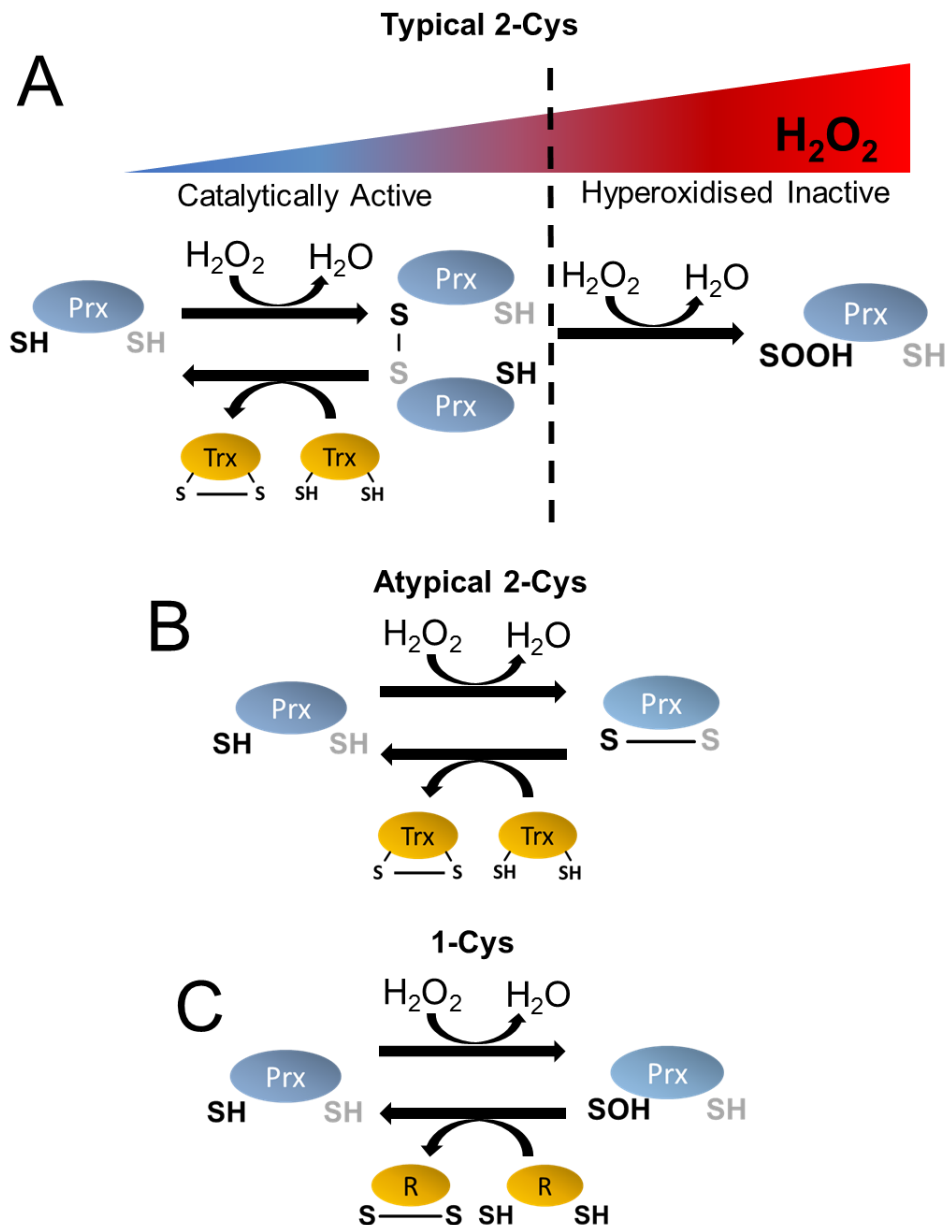 Typical 2-Cys
A
H₂O₂
Catalytically Active
Hyperoxidised Inactive
H₂O₂ H₂O
H₂O₂ H₂O
Prx
SH SH
Prx
S SH
S SH
Prx
Prx
SOOH SH
Trx Trx
S S SH SH
Atypical 2-Cys
B
H₂O₂ H₂O
Prx
SH SH
Prx
S S
Trx Trx
S S SH SH
1-Cys
C
H₂O₂ H₂O
Prx
SH SH
Prx
SOH SH
R R
S S SH SH